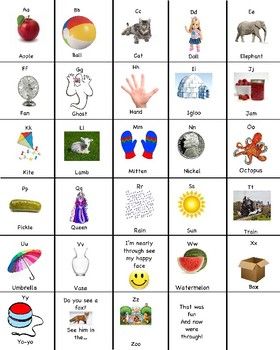 Aa
Apple
Bb
Ball
Cc
Cat
Dd
Doll
Ee
Elephant
Ff
Fan
Gg
Ghost
Hh
Hand
Ii
Igloo
Jj
Jam
Kk
Kite
Ll
Lamb
Mm
Mitten
Nn
Nickel
Oo
Octopus
Pp
Pickle
Qq
Queen
Rr
Rain
Ss
Sun
Tt
Train
Uu
Umbrella
Vv
Vase
I'm nearly
through see
my happy
face
Ww
Watermelon
Xx
Box
Yy
Yo-yo
Do you see a
fox?
See him in
the...
Zz
Zoo
That was
fun
And now
were
through!